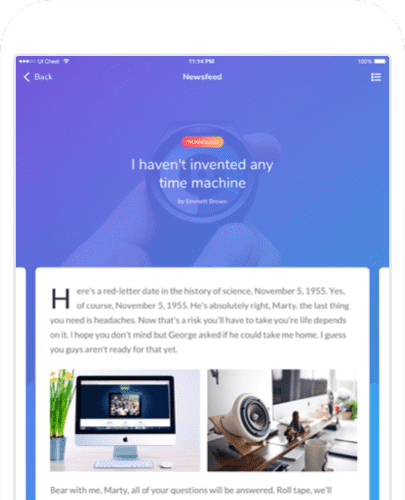 UI Chest
11:14 PM
100%
Back
Newsfeed
TECHNOLOGY
I haven't invented any
time machine
by Emmett Brown
Here's a red-letter date in the history of science, November 5, 1955. Yes,
of course, November 5, 1955. He's absolutely right, Marty, the last thing
you need is headaches. Now that's a risk you'll have to take you're life depends
on it. I hope you don't mind but George asked if he could take me home. I guess
you guys aren't ready for that yet.
Bear with me, Marty, all of your questions will be answered. Roll tape, we'll